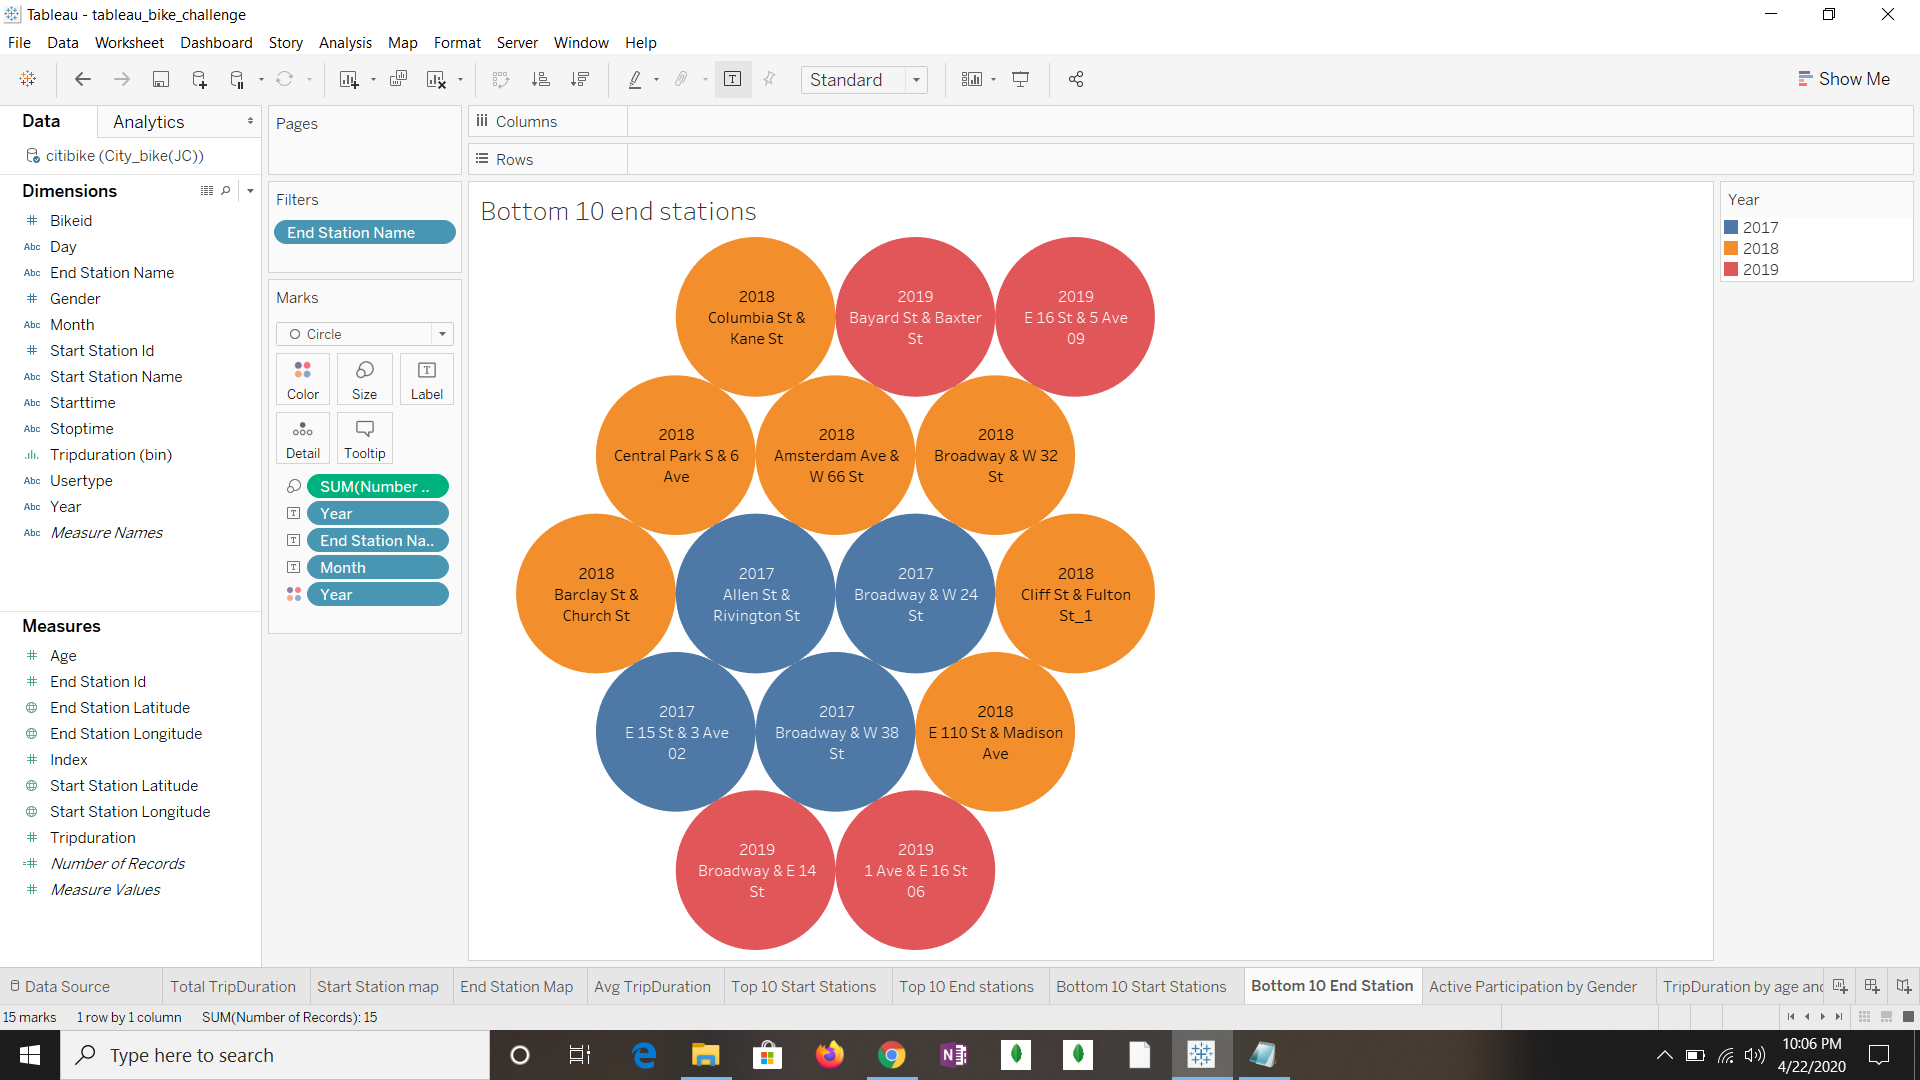 Tableau - tableau_bike_challenge
File Data Worksheet Dashboard Story Analysis Map Format Server Window Help
Standard
Show Me
Data Analytics
citibike (City_bike(JC))
Dimensions
# Bikeid
Abc Day
Abc End Station Name
# Gender
Abc Month
# Start Station Id
Abc Start Station Name
Abc Starttime
Abc Stoptime
Tripduration (bin)
Abc Usertype
Abc Year
Abc Measure Names
Measures
# Age
# End Station Id
End Station Latitude
End Station Longitude
# Index
Start Station Latitude
Start Station Longitude
# Tripduration
=# Number of Records
# Measure Values
Pages
Filters
End Station Name
Marks
Circle
Color Size Label
Detail Tooltip
SUM(Number ..
Year
End Station Na..
Month
Year
Columns
Rows
Bottom 10 end stations
2018
Columbia St &
Kane St
2019
Bayard St & Baxter
St
2019
E 16 St & 5 Ave
09
2018
Central Park S & 6
Ave
2018
Amsterdam Ave &
W 66 St
2018
Broadway & W 32
St
2018
Barclay St &
Church St
2017
Allen St &
Rivington St
2017
Broadway & W 24
St
2018
Cliff St & Fulton
St_1
2017
E 15 St & 3 Ave
02
2017
Broadway & W 38
St
2018
E 110 St & Madison
Ave
2019
Broadway & E 14
St
2019
1 Ave & E 16 St
06
Year
2017
2018
2019
Data Source Total TripDuration Start Station map End Station Map Avg TripDuration Top 10 Start Stations Top 10 End stations Bottom 10 Start Stations Bottom 10 End Station Active Participation by Gender TripDuration by age anc
15 marks 1 row by 1 column SUM(Number of Records): 15
Type here to search
10:06 PM
4/22/2020